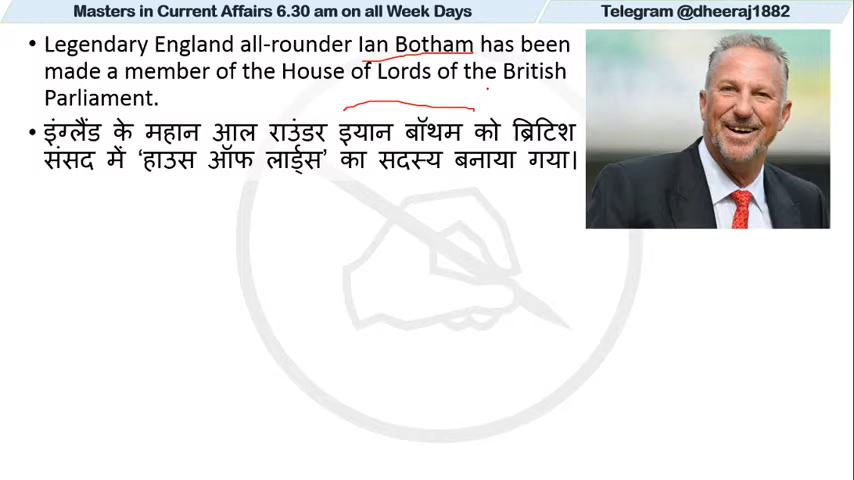 Masters in Current Affairs 6.30 am on all Week Days
Telegram @dheeraj1882
• Legendary England all-rounder Ian Botham has been
made a member of the House of Lords of the British
Parliament.
• इंग्लैंड के महान आल राउंडर इयान बॉथम को ब्रिटिश
संसद में ‘हाउस ऑफ लार्ड्स’ का सदस्य बनाया गया।